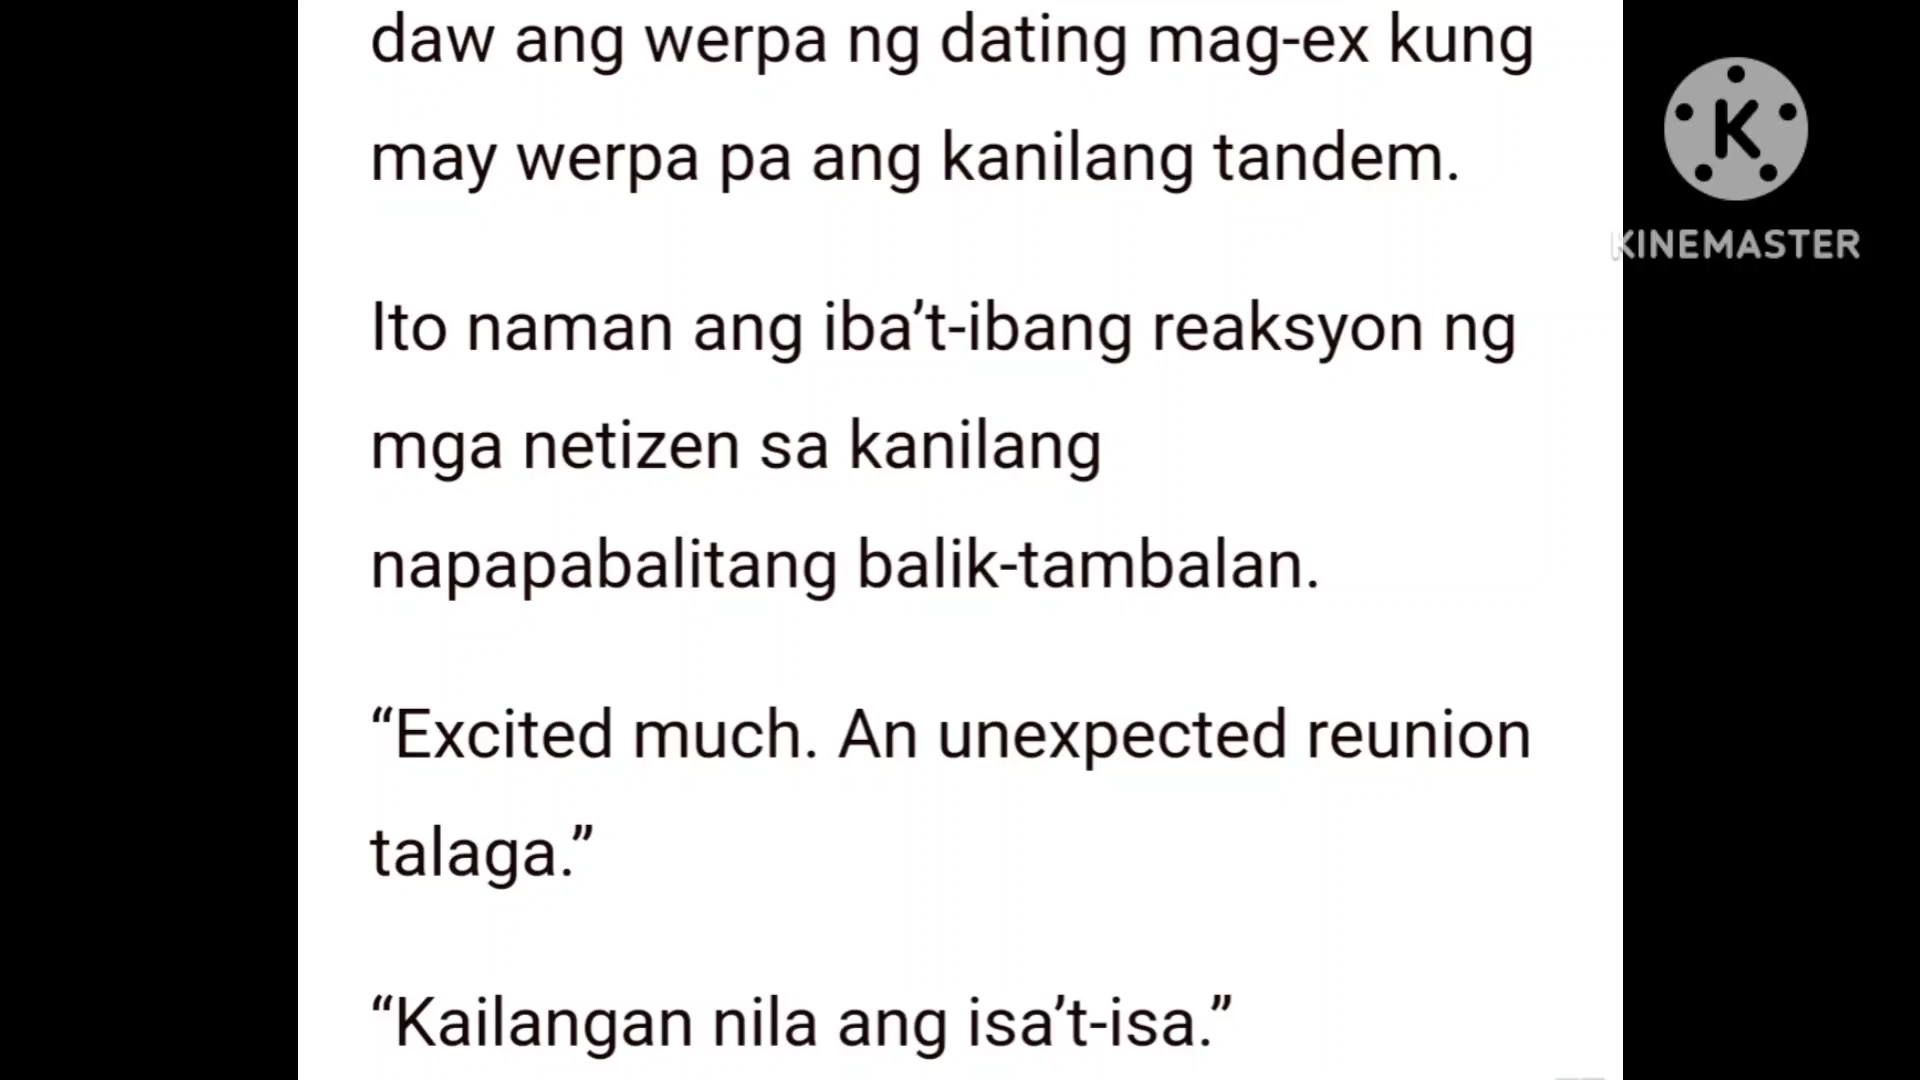 daw ang werpa ng dating mag-ex kung
may werpa pa ang kanilang tandem.
Ito naman ang iba’t-ibang reaksyon ng
mga netizen sa kanilang
napapabalitang balik-tambalan.
“Excited much. An unexpected reunion
talaga.”
“Kailangan nila ang isa’t-isa.”
K
KINEMASTER